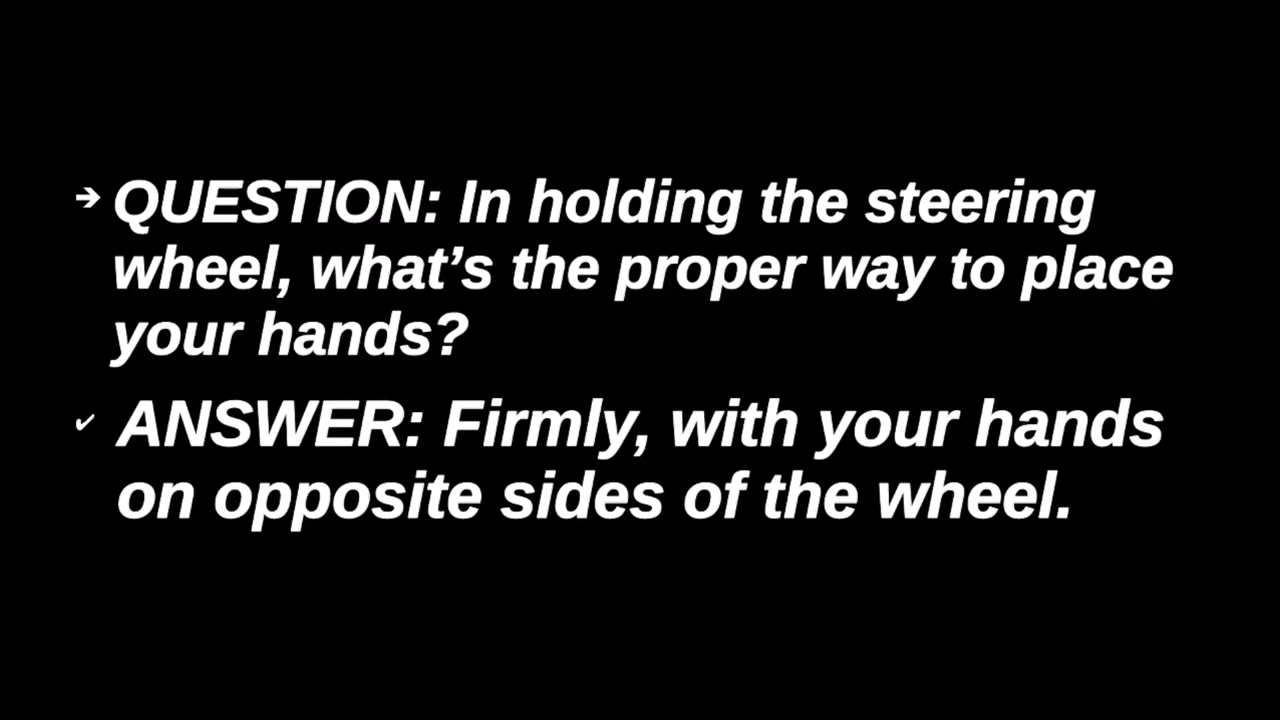 ➔ QUESTION: In holding the steering
wheel, what’s the proper way to place
your hands?
✔ ANSWER: Firmly, with your hands
on opposite sides of the wheel.